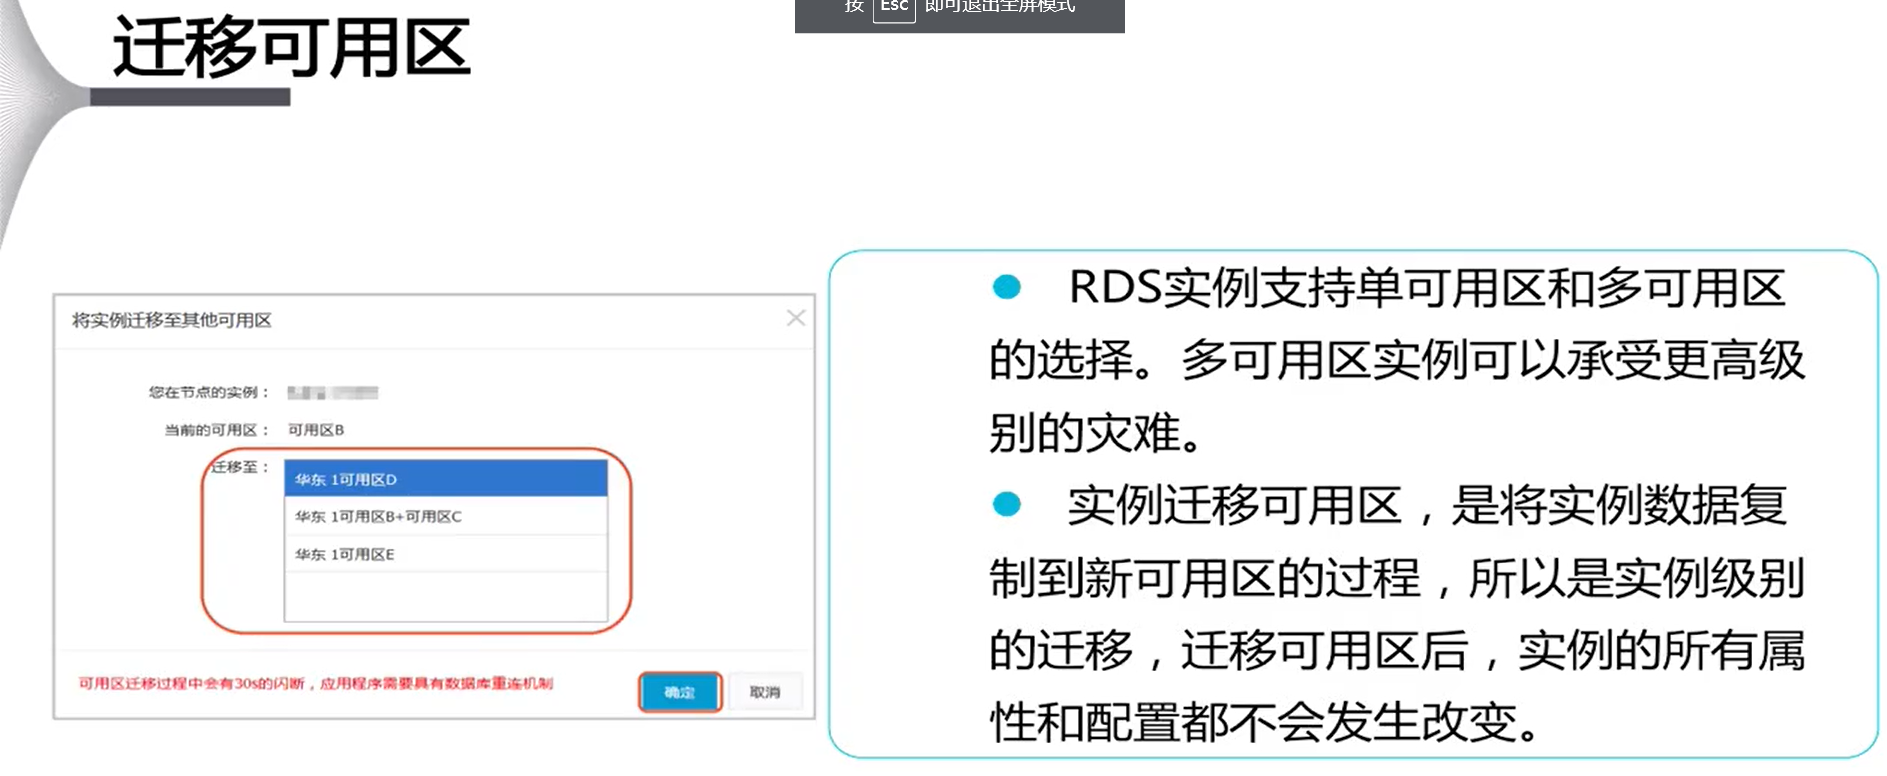 按 Esc 即可退出全屏模式
迁移可用区
将实例迁移至其他可用区
您在节点的实例：
当前的可用区： 可用区B
迁移至：
华东 1可用区D
华东 1可用区B+可用区C
华东 1可用区E
可用区迁移过程中会有30s的闪断，应用程序需要具有数据库重连机制
确定
取消
● RDS实例支持单可用区和多可用区
的选择。多可用区实例可以承受更高级
别的灾难。
● 实例迁移可用区，是将实例数据复
制到新可用区的过程，所以是实例级别
的迁移，迁移可用区后，实例的所有属
性和配置都不会发生改变。